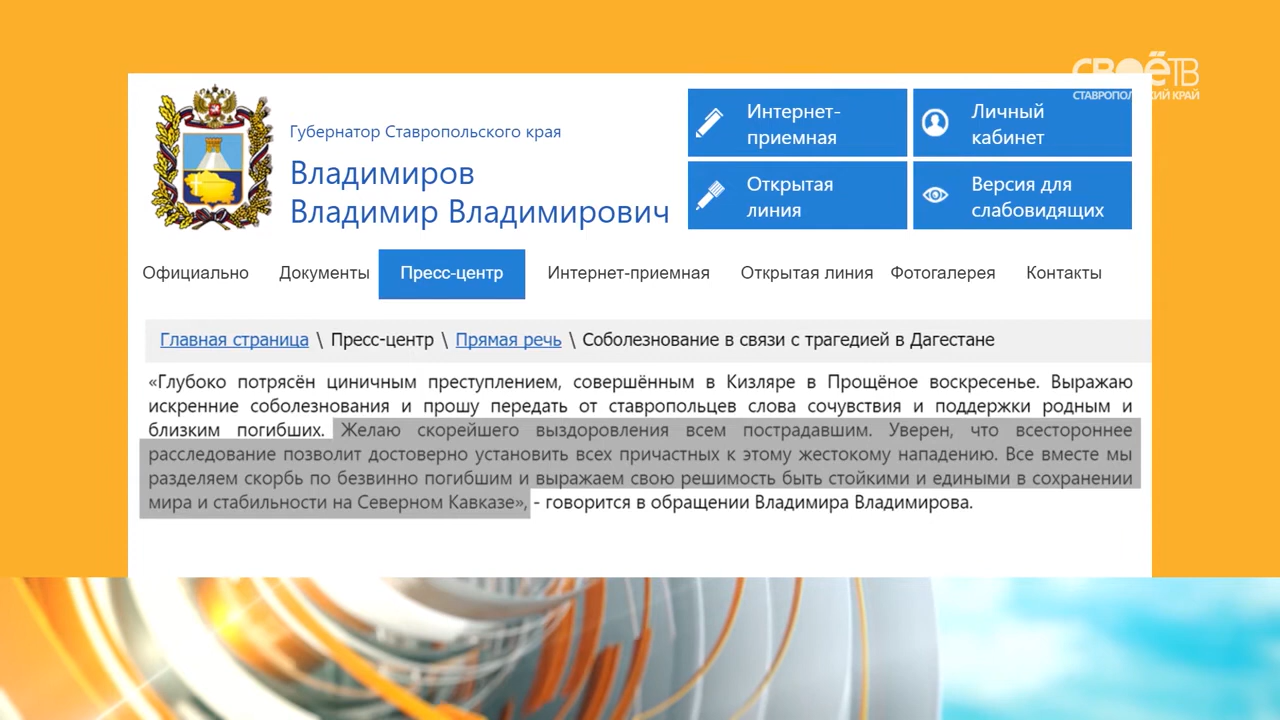 СВОЁТВ
СТАВРОПОЛЬСКИЙ КРАЙ
Губернатор Ставропольского края
Владимиров
Владимир Владимирович
Интернет-
приемная
Личный
кабинет
Открытая
линия
Версия для
слабовидящих
Официально Документы Пресс-центр Интернет-приемная Открытая линия Фотогалерея Контакты
Главная страница \ Пресс-центр \ Прямая речь \ Соболезнование в связи с трагедией в Дагестане
«Глубоко потрясён циничным преступлением, совершённым в Кизляре в Прощёное воскресенье. Выражаю
искренние соболезнования и прошу передать от ставропольцев слова сочувствия и поддержки родным и
близким погибших. Желаю скорейшего выздоровления всем пострадавшим. Уверен, что всестороннее
расследование позволит достоверно установить всех причастных к этому жестокому нападению. Все вместе мы
разделяем скорбь по безвинно погибшим и выражаем свою решимость быть стойкими и едиными в сохранении
мира и стабильности на Северном Кавказе», - говорится в обращении Владимира Владимирова.